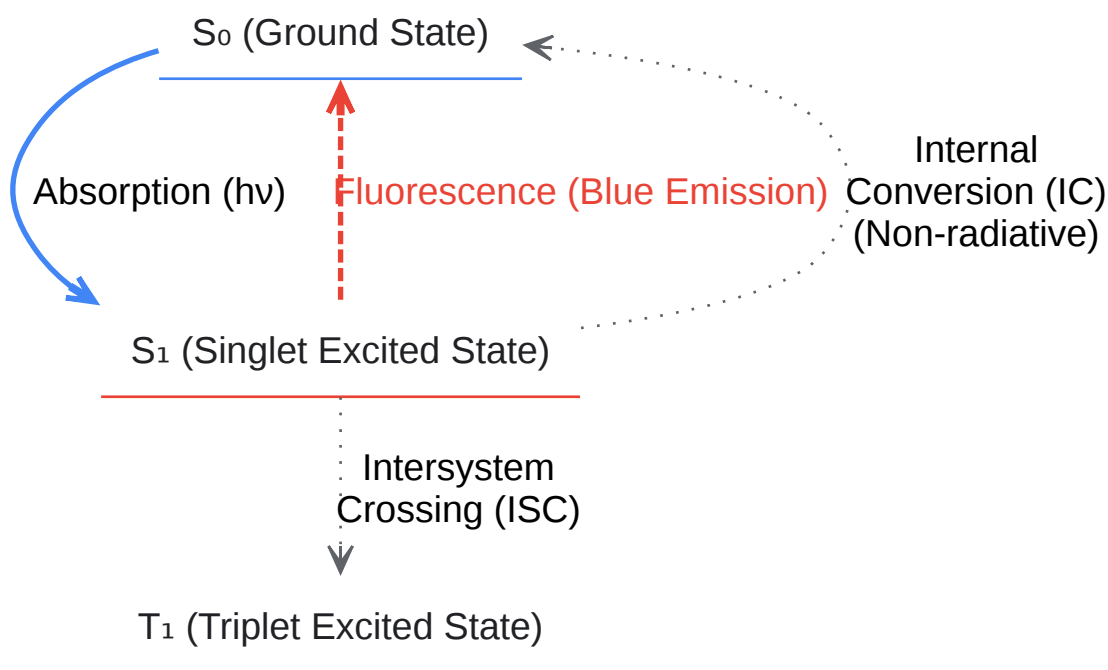 S₀ (Ground State)
Absorption (hν)
Fluorescence (Blue Emission)
Internal
Conversion (IC)
(Non-radiative)
S₁ (Singlet Excited State)
Intersystem
Crossing (ISC)
T₁ (Triplet Excited State)